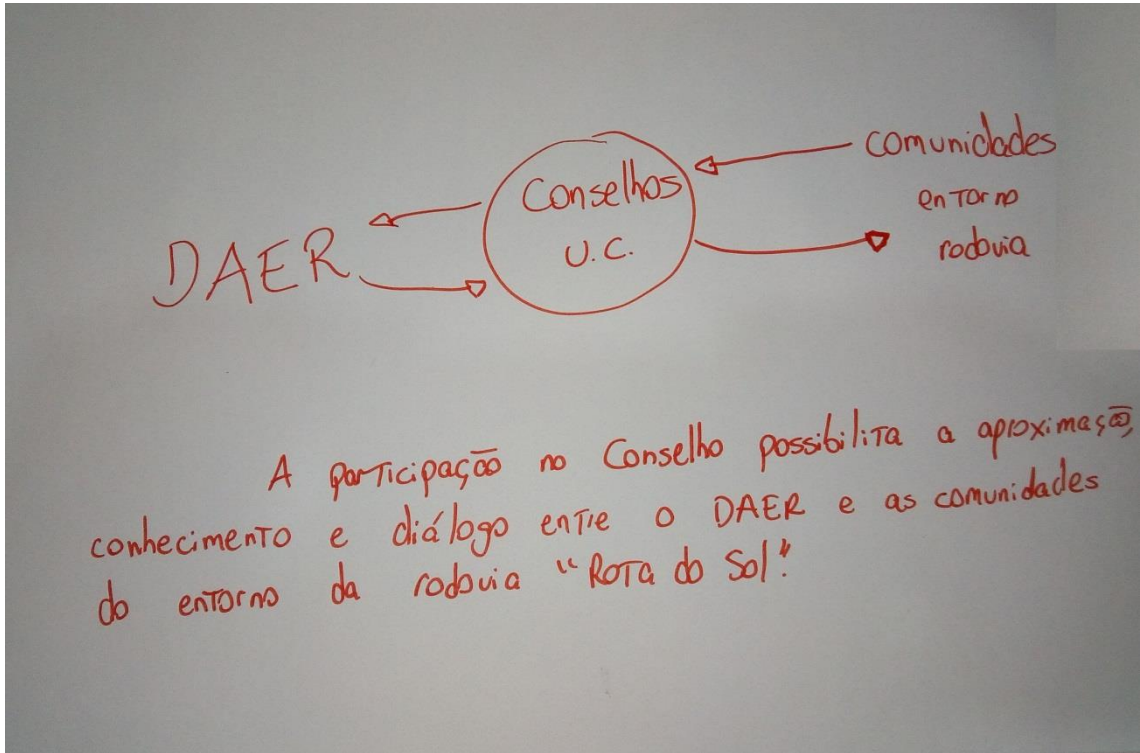 DAER
Conselhos
U.C.
comunidades
entorno
rodovia
A participação no Conselho possibilita a aproximação,
conhecimento e diálogo entre o DAER e as comunidades
do entorno da rodovia "Rota do Sol".